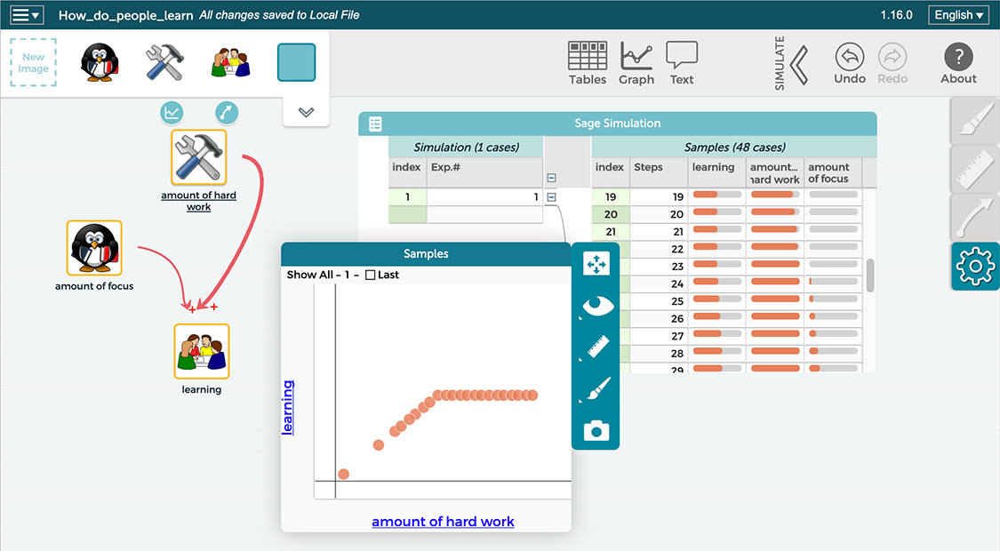 How_do_people_learn All changes saved to Local File
1.16.0
English
New
Image
Tables
Graph
Text
SIMULATE
Undo
Redo
?
About
amount of hard
work
amount of focus
+ +
learning
Sage Simulation
Simulation (1 cases)
Samples (48 cases)
index Exp.#
index Steps learning amount... hard work amount of focus
1 1
19 19
20 20
21 21
22
23
24
25
26
27
28
29
Samples
Show All – 1 – Last
learning
amount of hard work